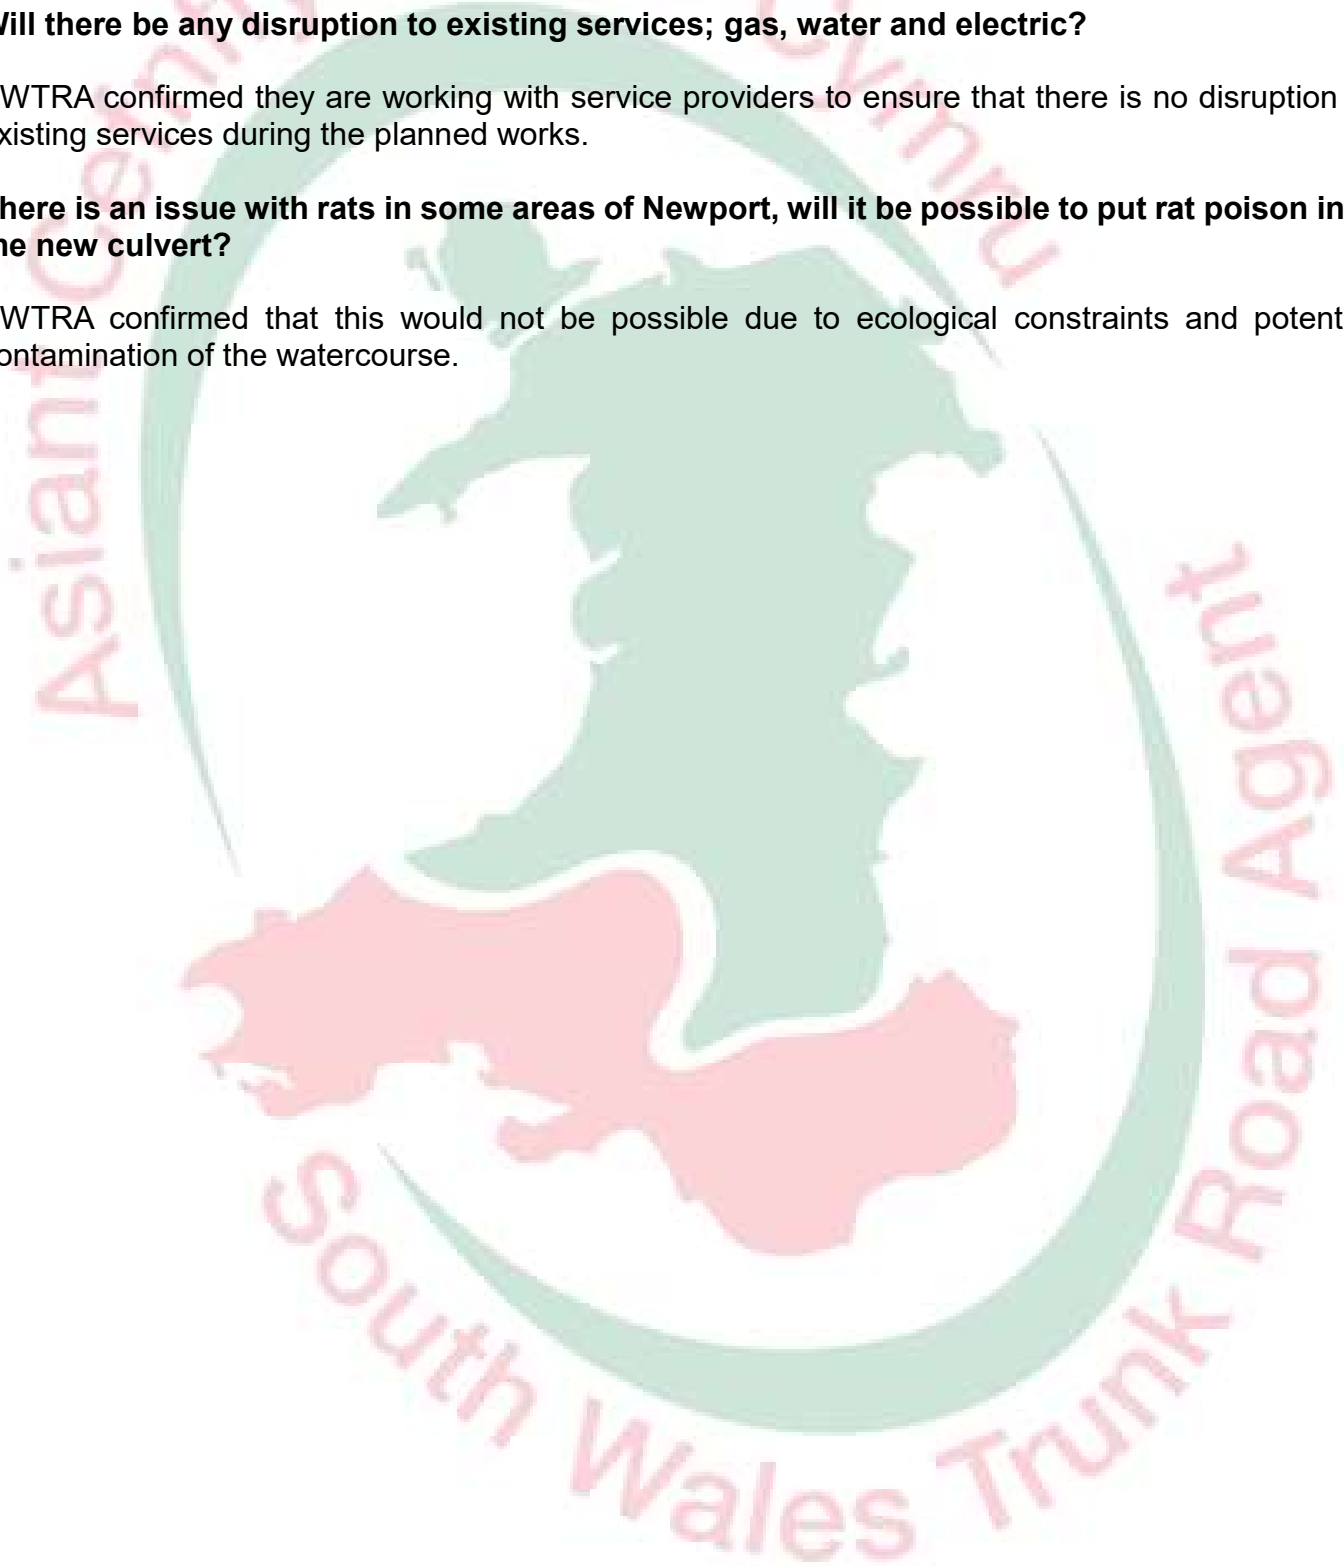 Will there be any disruption to existing services; gas, water and electric?
WTRA confirmed they are working with service providers to ensure that there is no disruption
xisting services during the planned works.
here is an issue with rats in some areas of Newport, will it be possible to put rat poison in
he new culvert?
WTRA confirmed that this would not be possible due to ecological constraints and potent
ontamination of the watercourse.
Asiant Cefnffy
Cymru
South Wales Trunk Road Agent